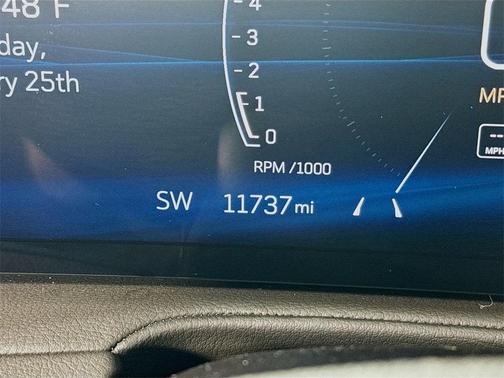 48 F
day,
ry 25th
4
3
2
1
0
RPM /1000
MP
--
MPH
SW 11737 mi